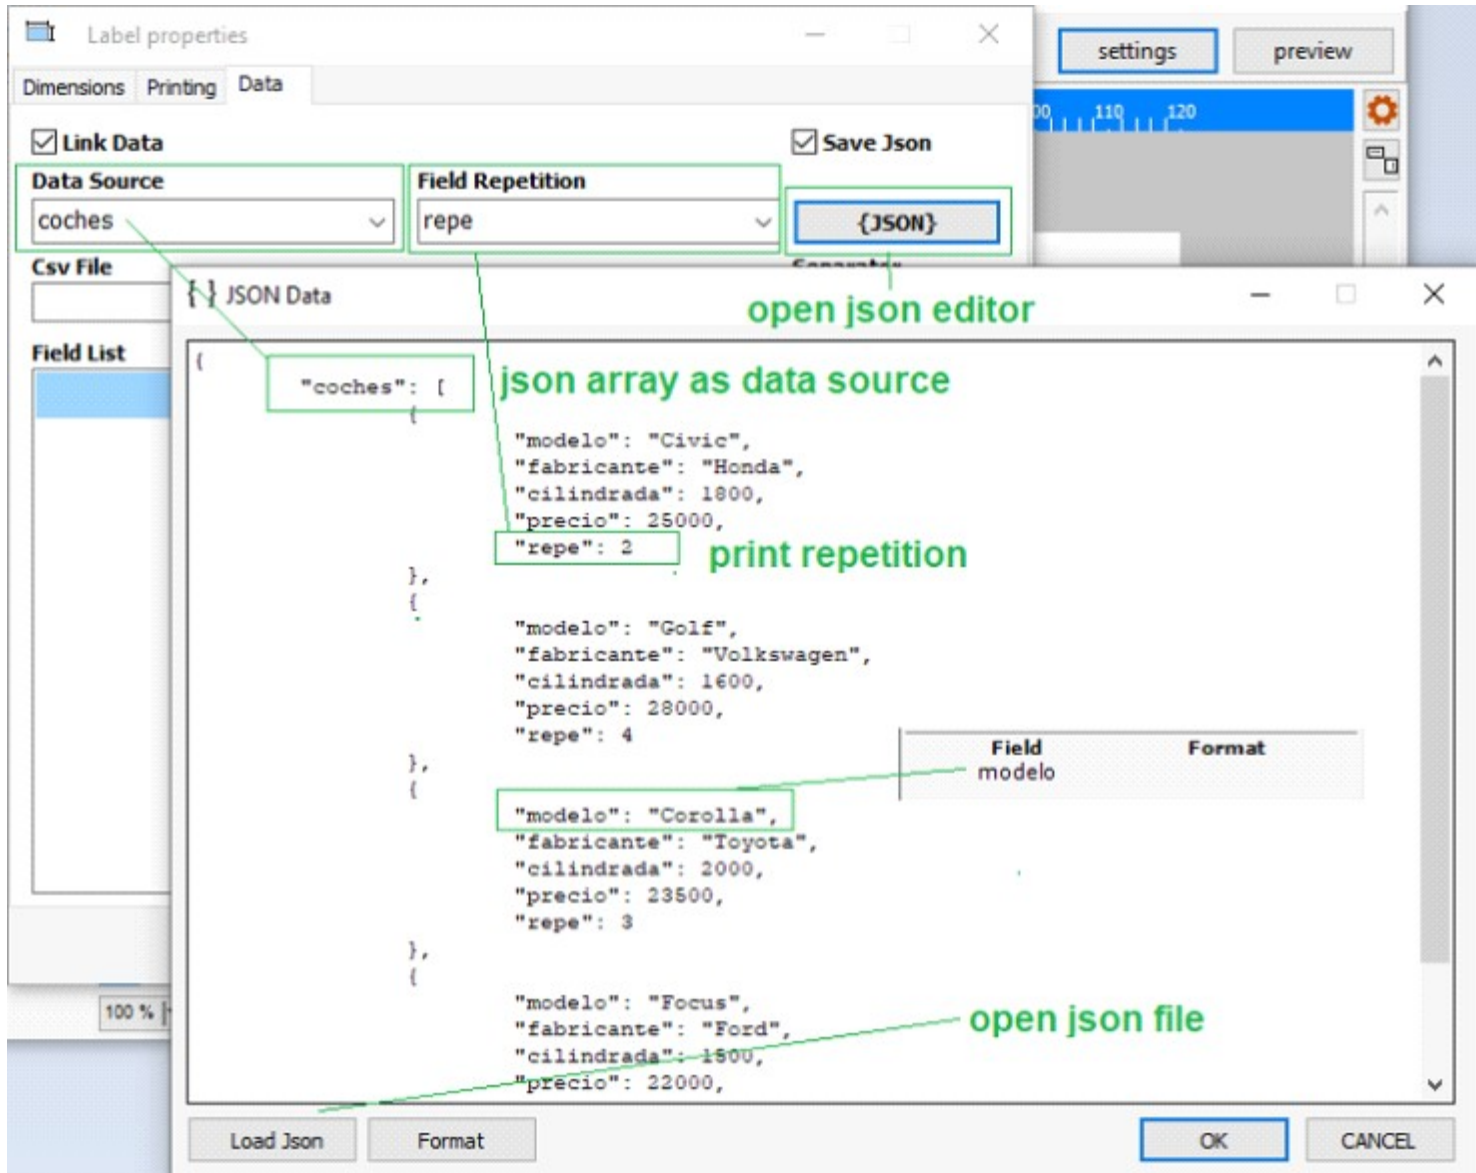 Label properties
settings
preview
Dimensions
Printing
Data
110
120
Link Data
Save Json
Data Source
Field Repetition
coches
repe
{JSON}
Csv File
Separator
{ } JSON Data
open json editor
Field List
{
"coches": [
json array as data source
{
"modelo": "Civic",
"fabricante": "Honda",
"cilindrada": 1800,
"precio": 25000,
"repe": 2
print repetition
},
{
"modelo": "Golf",
"fabricante": "Volkswagen",
"cilindrada": 1600,
"precio": 28000,
"repe": 4
Field
Format
modelo
},
{
"modelo": "Corolla",
"fabricante": "Toyota",
"cilindrada": 2000,
"precio": 23500,
"repe": 3
},
{
"modelo": "Focus",
"fabricante": "Ford",
"cilindrada": 1500,
"precio": 22000,
100 %
open json file
Load Json
Format
OK
CANCEL